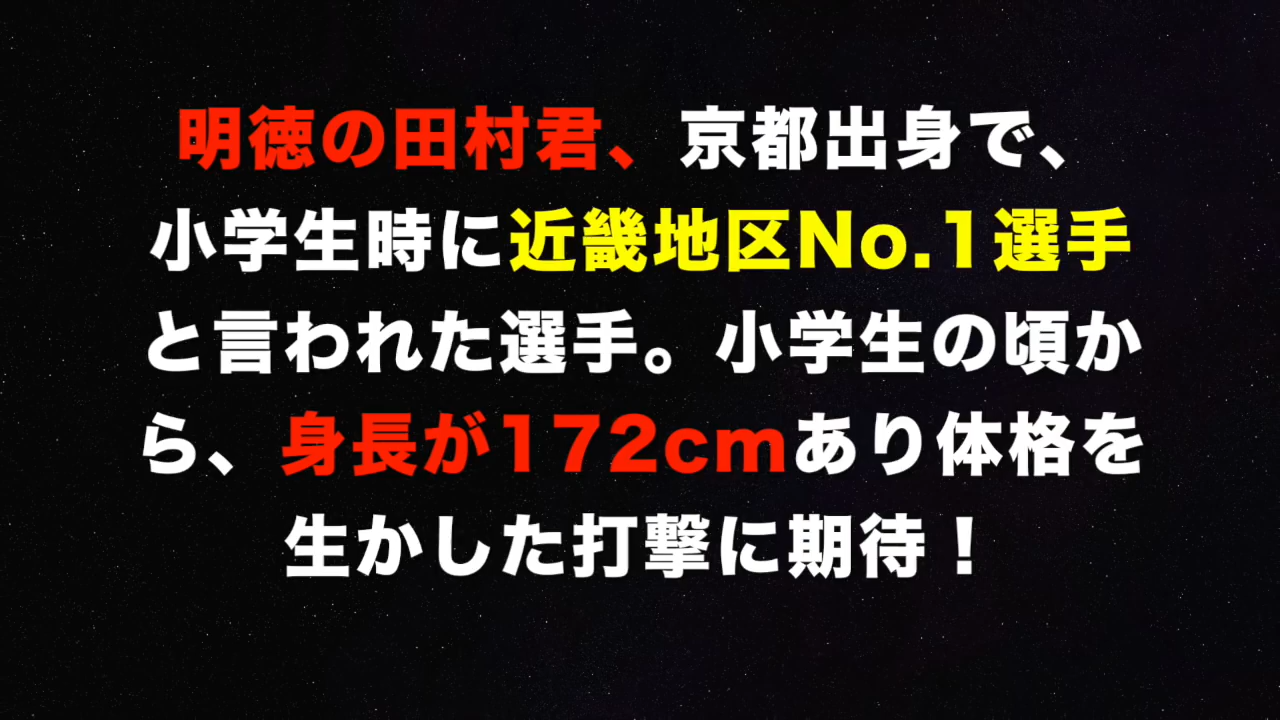 明徳の田村君、京都出身で、
小学生時に近畿地区No.1選手
と言われた選手。小学生の頃か
ら、身長が172cmあり体格を
生かした打撃に期待！